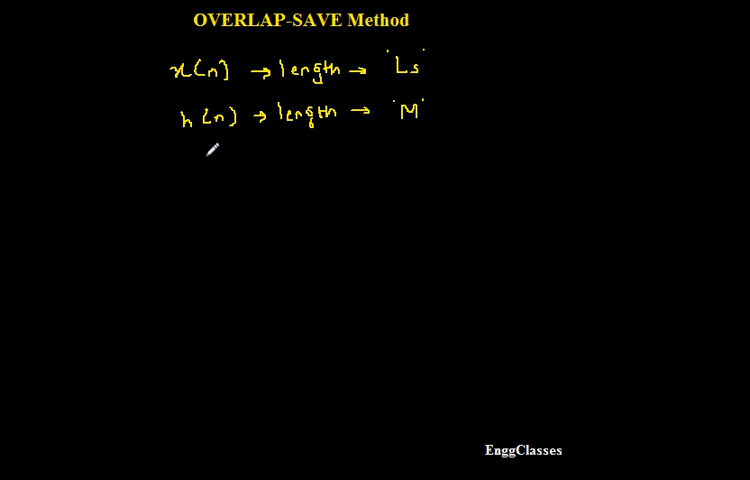 OVERLAP-SAVE Method
x[n] → length → 'Ls'
h[n] → length → 'M'
EnggClasses